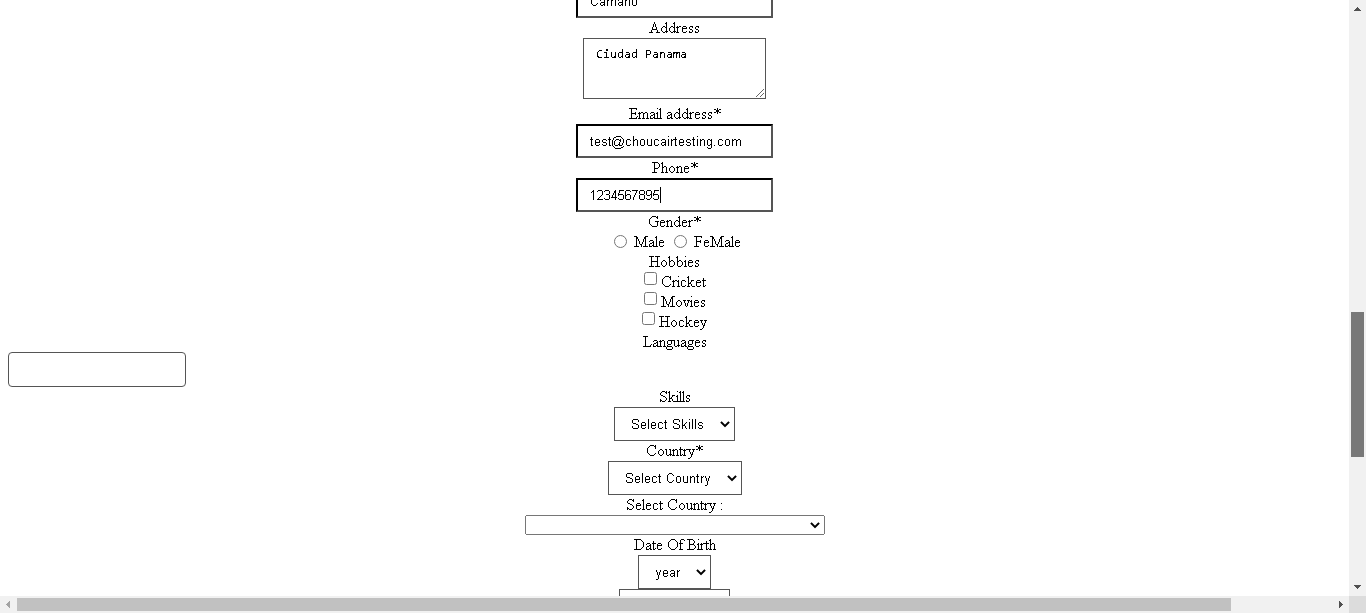 Camaño
Address
Ciudad Panama
Email address*
test@choucairtesting.com
Phone*
1234567895
Gender*
Male FeMale
Hobbies
Cricket
Movies
Hockey
Languages
Skills
Select Skills
Country*
Select Country
Select Country :
Date Of Birth
year